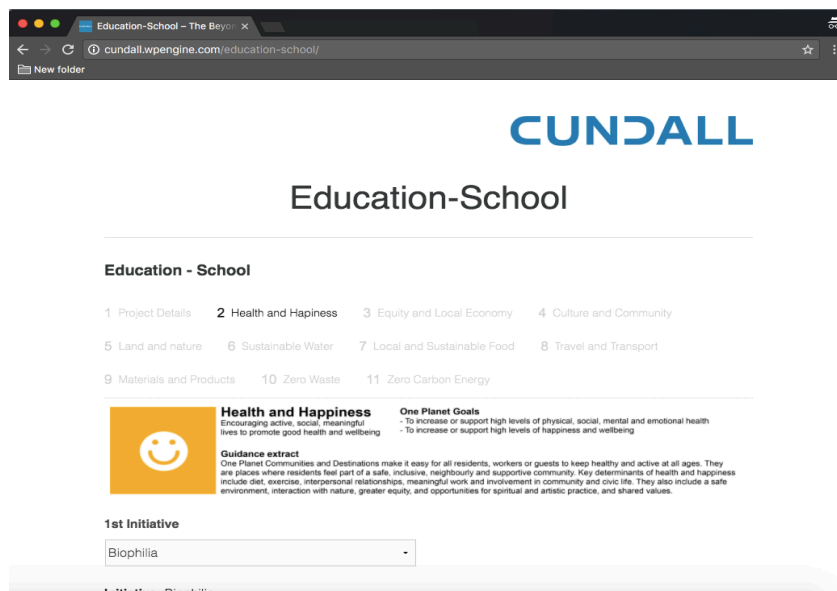 Education-School – The Beyon
cundall.wpengine.com/education-school/
New folder
CUNDALL
Education-School
Education - School
1 Project Details 2 Health and Hapiness 3 Equity and Local Economy 4 Culture and Community
5 Land and nature 6 Sustainable Water 7 Local and Sustainable Food 8 Travel and Transport
9 Materials and Products 10 Zero Waste 11 Zero Carbon Energy
Health and Happiness
Encouraging active, social, meaningful
lives to promote good health and wellbeing
One Planet Goals
- To increase or support high levels of physical, social, mental and emotional health
- To increase or support high levels of happiness and wellbeing
Guidance extract
One Planet Communities and Destinations make it easy for all residents, workers or guests to keep healthy and active at all ages. They
are places where residents feel part of a safe, inclusive, neighbourly and supportive community. Key determinants of health and happiness
include diet, exercise, interpersonal relationships, meaningful work and involvement in community and civic life. They also include a safe
environment, interaction with nature, greater equity, and opportunities for spiritual and artistic practice, and shared values.
1st Initiative
Biophilia
Initiative: Biophilia